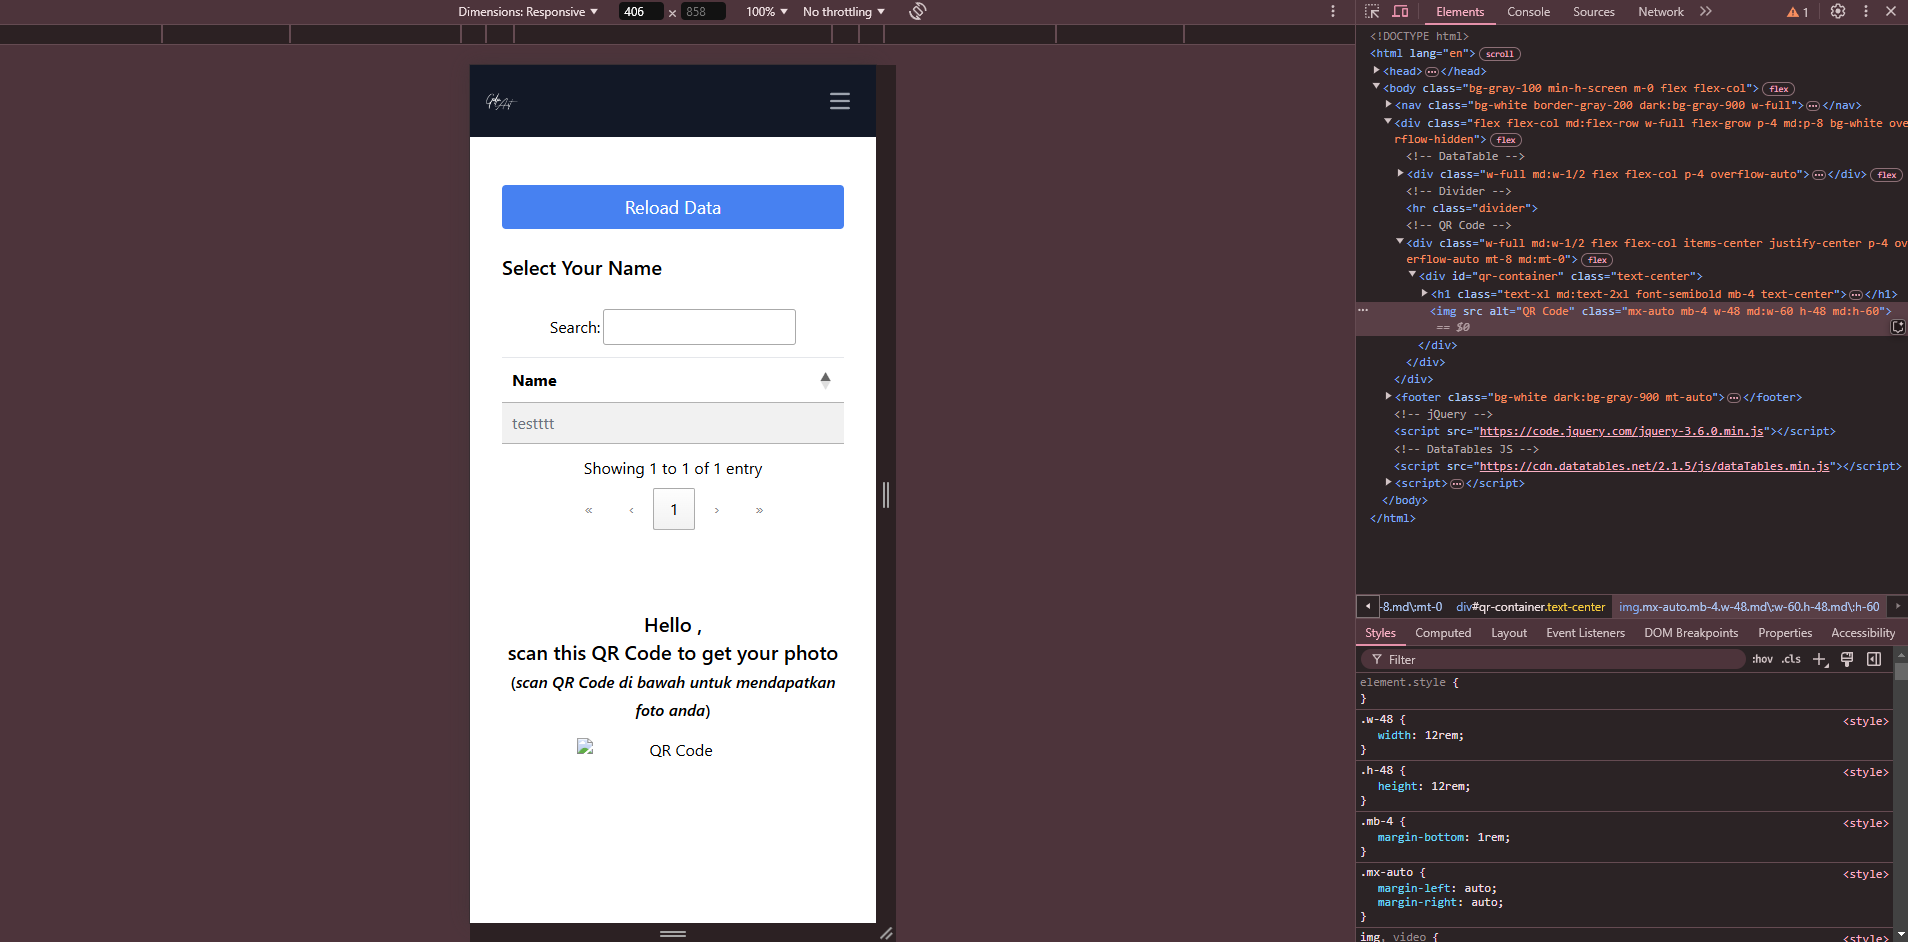 Dimensions: Responsive ▼ 406 × 858 100% ▼ No throttling ▼
Reload Data
Select Your Name
Search:
Name
testttt
Showing 1 to 1 of 1 entry
« ‹ 1 › »
Hello ,
scan this QR Code to get your photo
(scan QR Code di bawah untuk mendapatkan
foto anda)
QR Code
Elements Console Sources Network 1
<!DOCTYPE html>
<html lang="en"> scroll
<head> </head>
<body class="bg-gray-100 min-h-screen m-0 flex flex-col"> flex
<nav class="bg-white border-gray-200 dark:bg-gray-900 w-full"> </nav>
<div class="flex flex-col md:flex-row w-full flex-grow p-4 md:p-8 bg-white ove
rflow-hidden"> flex
<!-- DataTable -->
<div class="w-full md:w-1/2 flex flex-col p-4 overflow-auto"> </div> flex
<!-- Divider -->
<hr class="divider">
<!-- QR Code -->
<div class="w-full md:w-1/2 flex flex-col items-center justify-center p-4 ov
erflow-auto mt-8 md:mt-0"> flex
<div id="qr-container" class="text-center">
<h1 class="text-xl md:text-2xl font-semibold mb-4 text-center"> </h1>
<img src alt="QR Code" class="mx-auto mb-4 w-48 md:w-60 h-48 md:h-60">
== $0
</div>
</div>
</div>
<footer class="bg-white dark:bg-gray-900 mt-auto"> </footer>
<!-- jQuery -->
<script src="https://code.jquery.com/jquery-3.6.0.min.js"></script>
<!-- DataTables JS -->
<script src="https://cdn.datatables.net/2.1.5/js/dataTables.min.js"></script>
<script> </script>
</body>
</html>
-8.md\:mt-0 div#qr-container.text-center img.mx-auto.mb-4.w-48.md\:w-60.h-48.md\:h-60
Styles Computed Layout Event Listeners DOM Breakpoints Properties Accessibility
Filter :hov .cls
element.style {
}
.w-48 { <style>
width: 12rem;
}
.h-48 { <style>
height: 12rem;
}
.mb-4 { <style>
margin-bottom: 1rem;
}
.mx-auto { <style>
margin-left: auto;
margin-right: auto;
}
img, video { <style>